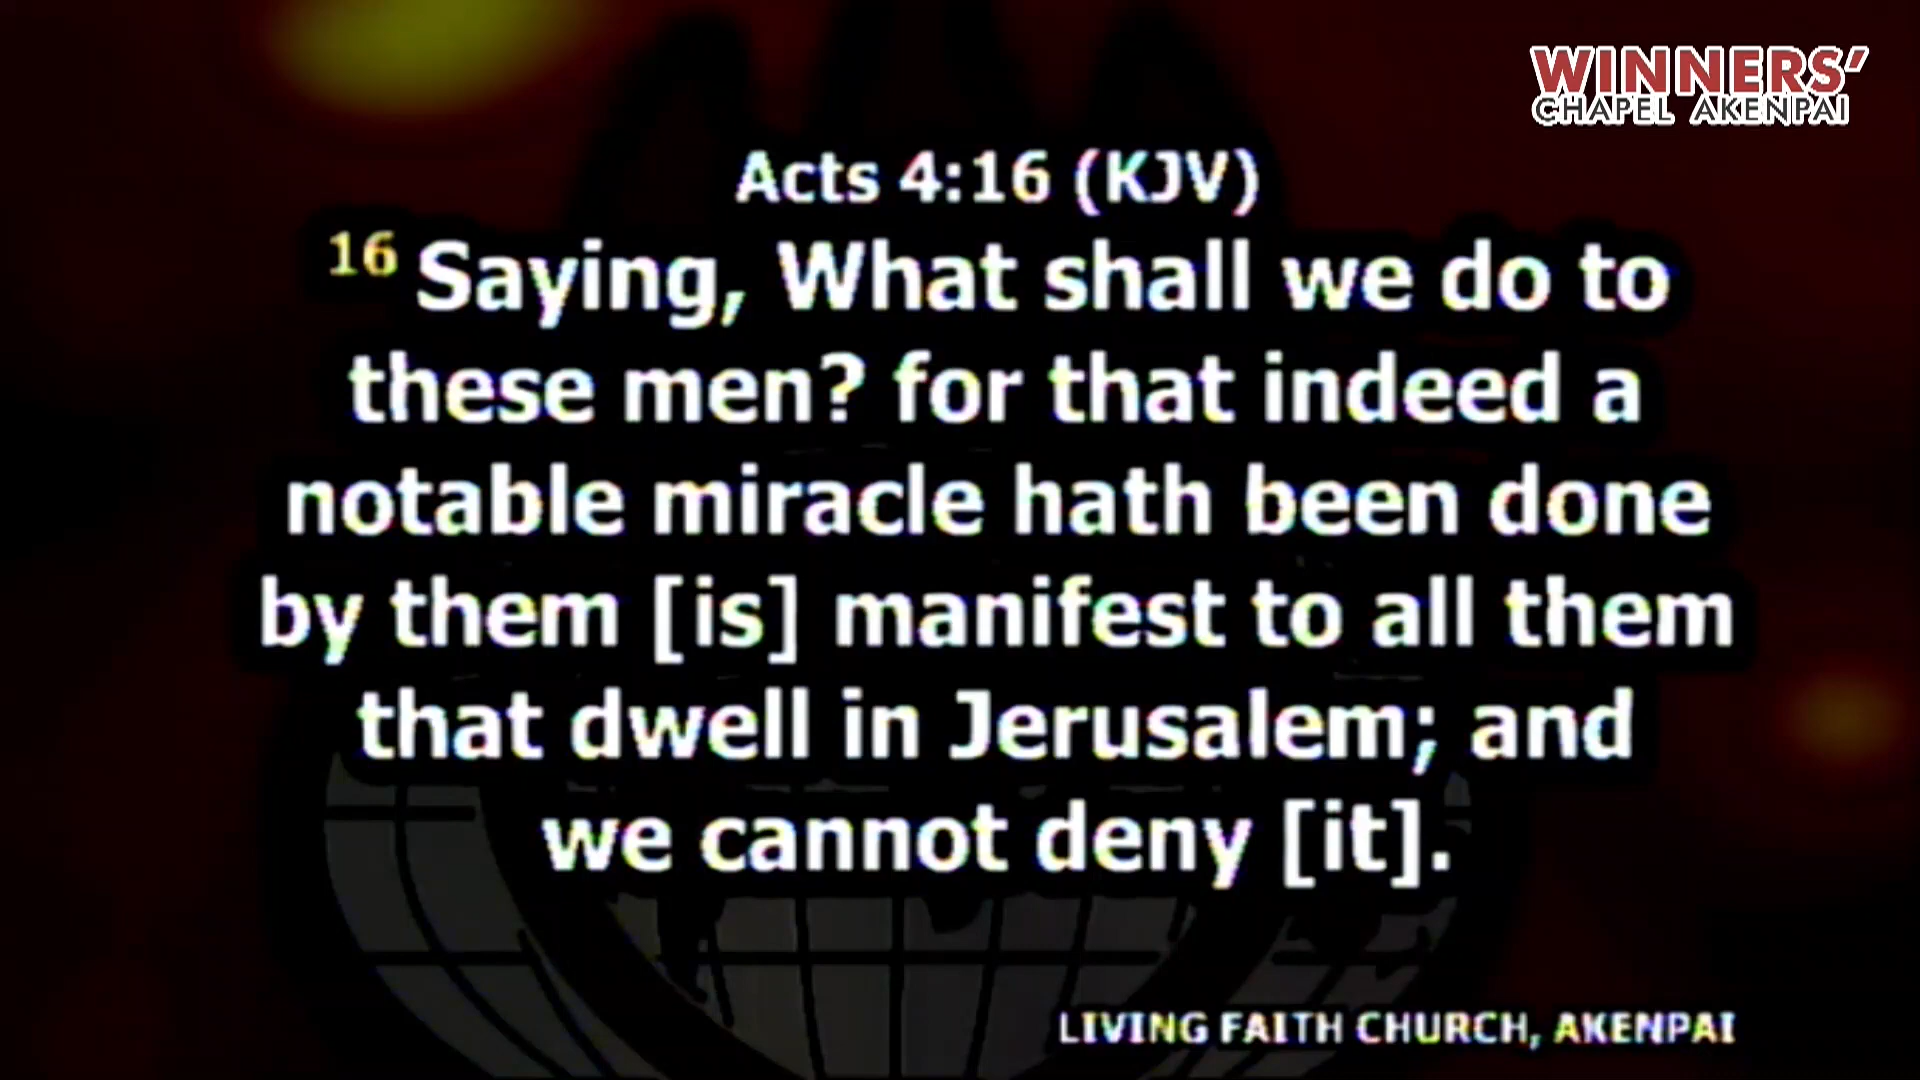 WINNERS'
CHAPEL AKENPAI
Acts 4:16 (KJV)
16 Saying, What shall we do to
these men? for that indeed a
notable miracle hath been done
by them [is] manifest to all them
that dwell in Jerusalem; and
we cannot deny [it].
LIVING FAITH CHURCH, AKENPAI